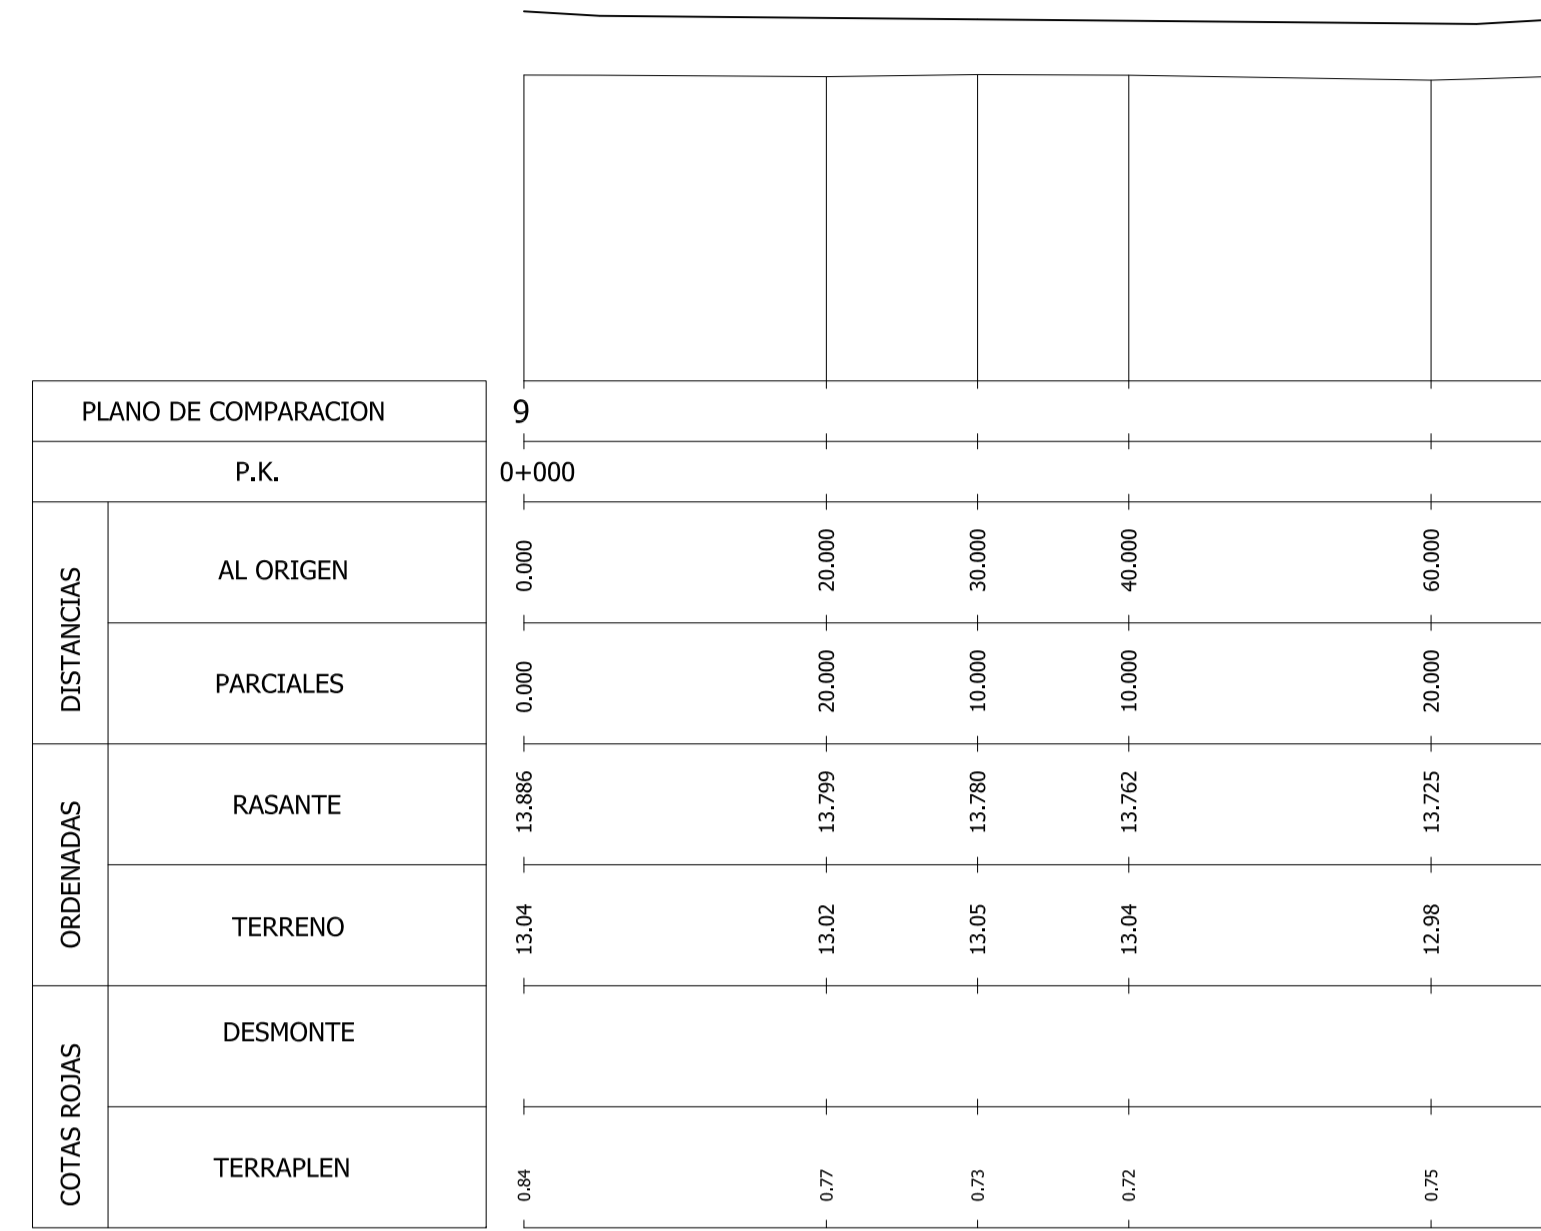 PLANO DE COMPARACION 9
P.K. 0+000
DISTANCIAS
AL ORIGEN 0.000 20.000 30.000 40.000 60.000
PARCIALES 0.000 20.000 10.000 10.000 20.000
ORDENADAS
RASANTE 13.886 13.799 13.780 13.762 13.725
TERRENO 13.04 13.02 13.05 13.04 12.98
COTAS ROJAS
DESMONTE
TERRAPLEN 0.84 0.77 0.73 0.72 0.75